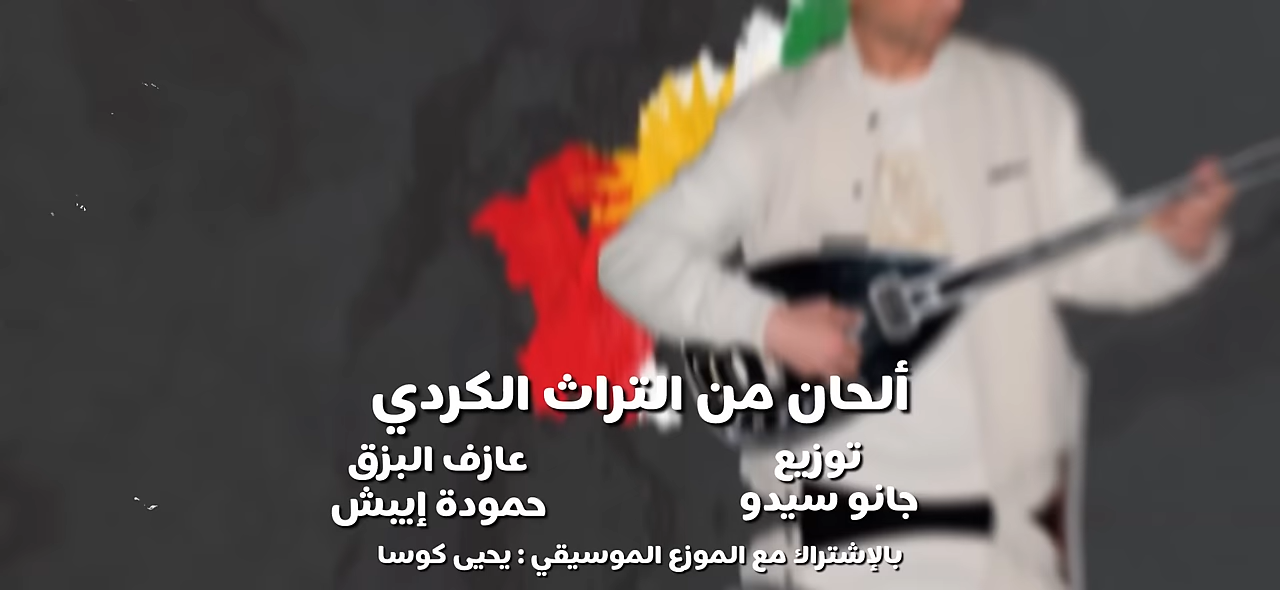 ألحان من التراث الكردي
توزيع
جانو سيدو
عازف البزق
حمودة إيبش
بالإشتراك مع الموزع الموسيقي : يحيى كوسا